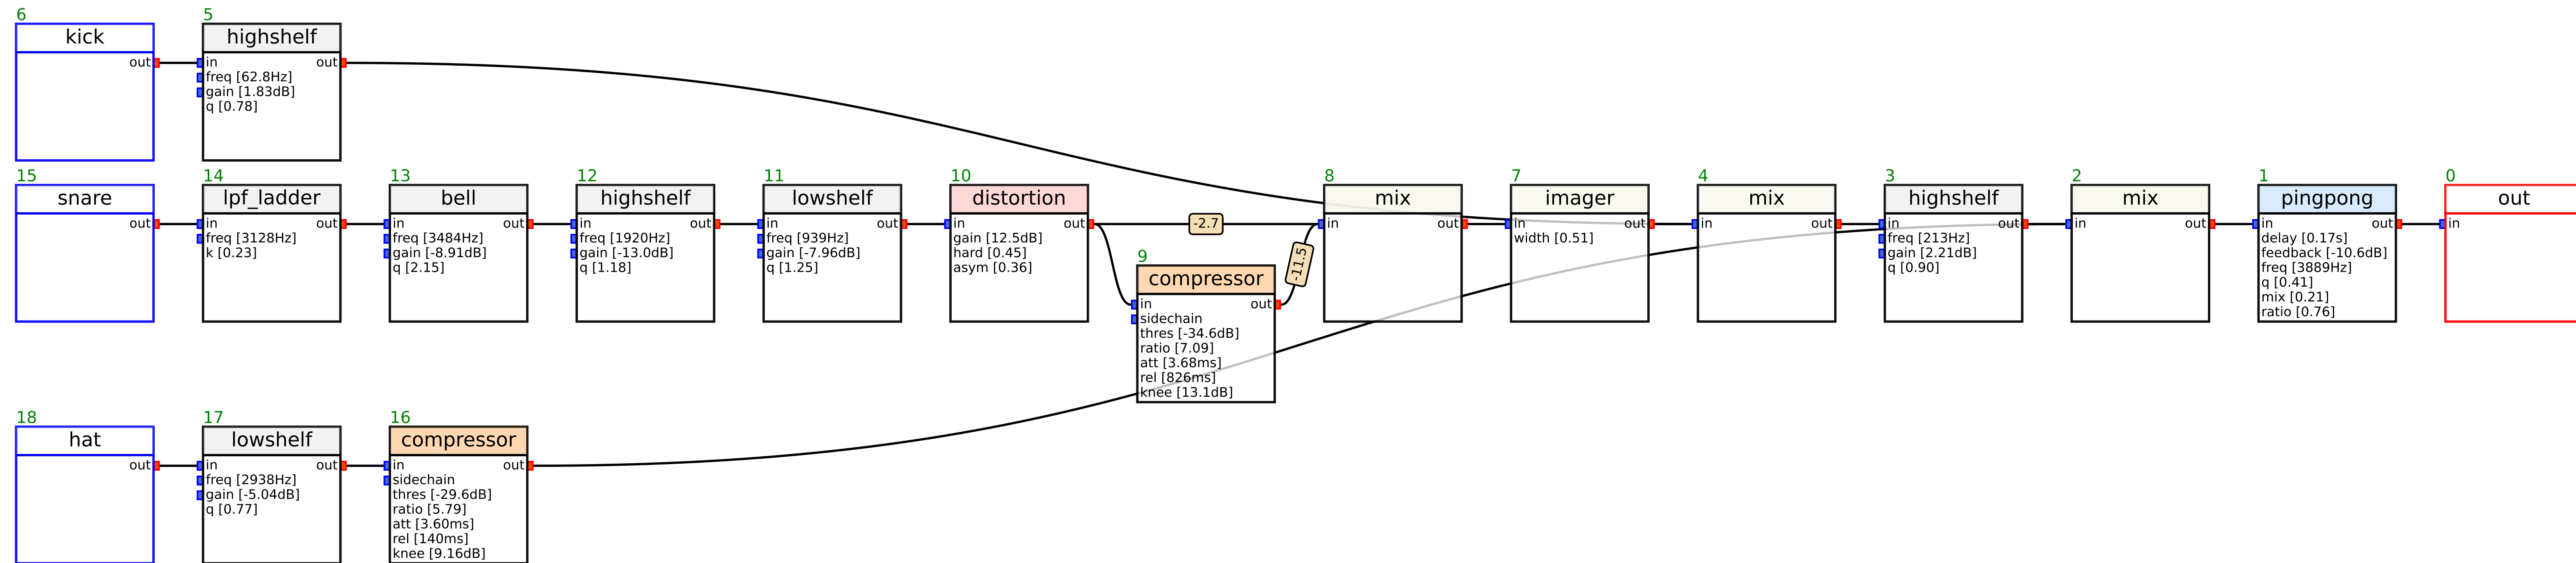 6
kick
out
5
highshelf
in out
freq [62.8Hz]
gain [1.83dB]
q [0.78]
15
snare
out
14
lpf_ladder
in out
freq [3128Hz]
k [0.23]
13
bell
in out
freq [3484Hz]
gain [-8.91dB]
q [2.15]
12
highshelf
in out
freq [1920Hz]
gain [-13.0dB]
q [1.18]
11
lowshelf
in out
freq [939Hz]
gain [-7.96dB]
q [1.25]
10
distortion
in out
gain [12.5dB]
hard [0.45]
asym [0.36]
-2.7
9
compressor
in out
sidechain
thres [-34.6dB]
ratio [7.09]
att [3.68ms]
rel [826ms]
knee [13.1dB]
-11.5
8
mix
in out
7
imager
in out
width [0.51]
4
mix
in out
3
highshelf
in out
freq [213Hz]
gain [2.21dB]
q [0.90]
2
mix
in out
1
pingpong
in out
delay [0.17s]
feedback [-10.6dB]
freq [3889Hz]
q [0.41]
mix [0.21]
ratio [0.76]
0
out
in
18
hat
out
17
lowshelf
in out
freq [2938Hz]
gain [-5.04dB]
q [0.77]
16
compressor
in out
sidechain
thres [-29.6dB]
ratio [5.79]
att [3.60ms]
rel [140ms]
knee [9.16dB]